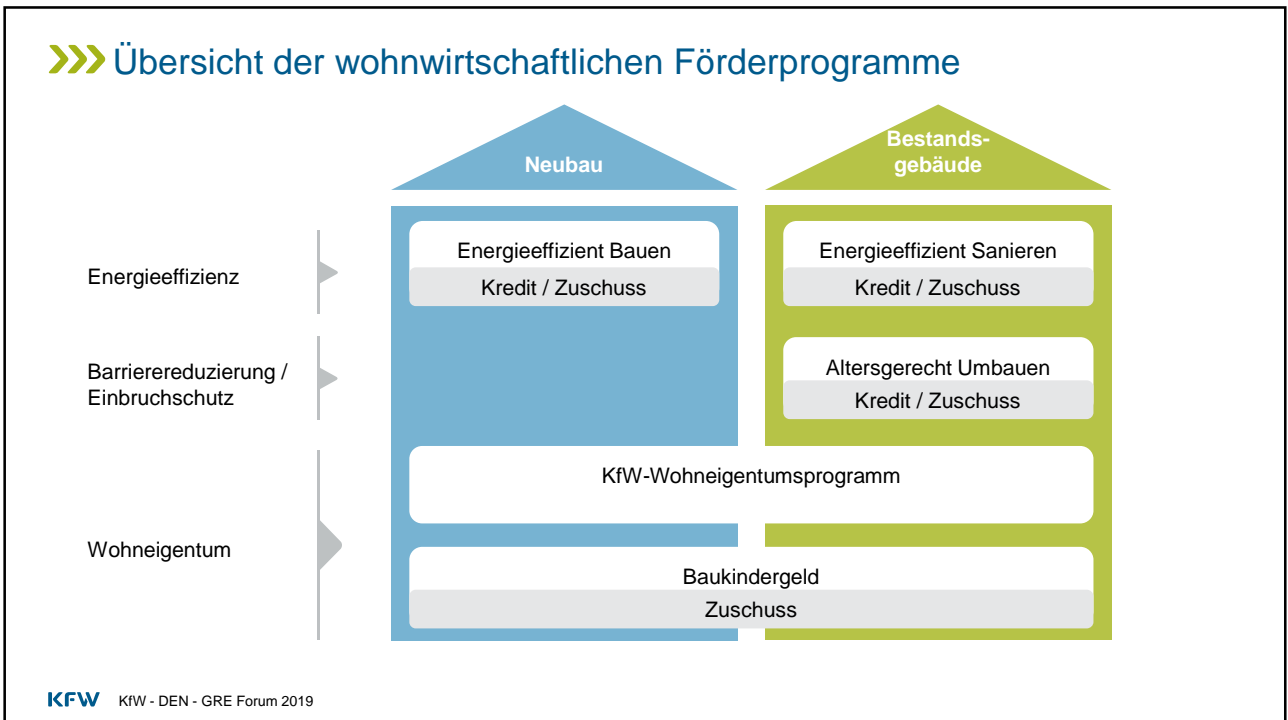 Übersicht der wohnwirtschaftlichen Förderprogramme
Neubau
Bestands-
gebäude
Energieeffizienz
Energieeffizient Bauen
Kredit / Zuschuss
Energieeffizient Sanieren
Kredit / Zuschuss
Barrierereduzierung /
Einbruchschutz
Altersgerecht Umbauen
Kredit / Zuschuss
Wohneigentum
KfW-Wohneigentumsprogramm
Baukindergeld
Zuschuss
KFW KfW - DEN - GRE Forum 2019